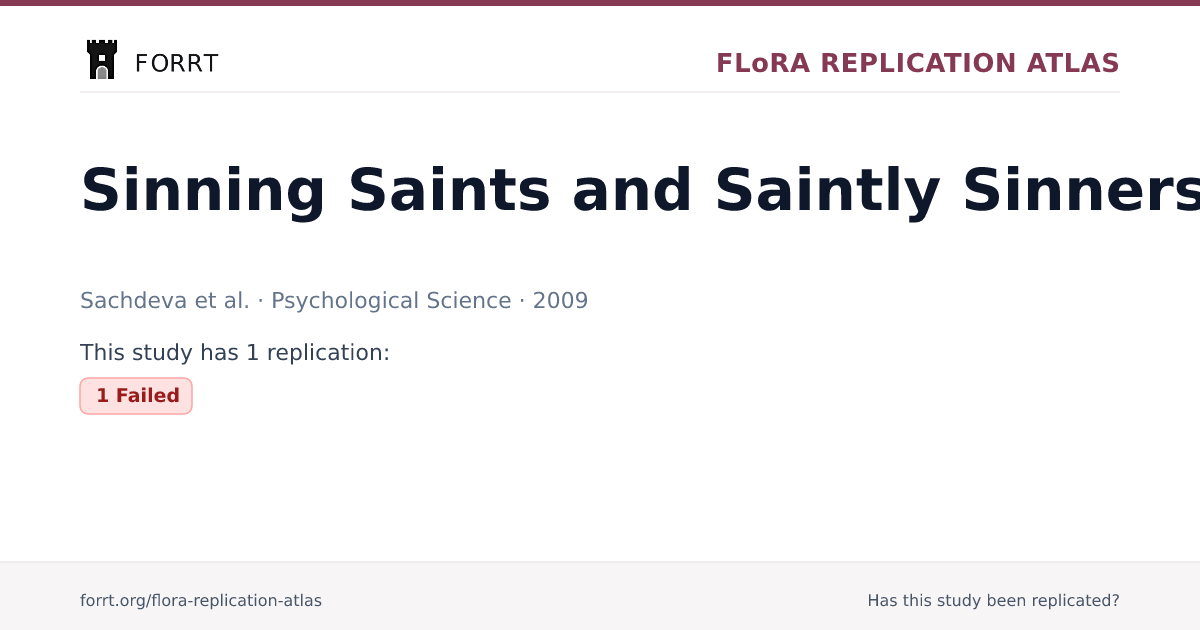 FORRT
FLoRA REPLICATION ATLAS
Sinning Saints and Saintly Sinners
Sachdeva et al. · Psychological Science · 2009
This study has 1 replication:
1 Failed
forrt.org/flora-replication-atlas
Has this study been replicated?